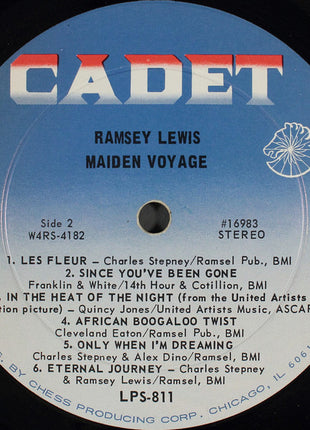 CADET
RAMSEY LEWIS
MAIDEN VOYAGE
Side 2
W4RS-4182
#16983
STEREO
1. LES FLEUR — Charles Stepney/Ramsel Pub., BMI
2. SINCE YOU'VE BEEN GONE
Franklin & White/14th Hour & Cotillion, BMI
. IN THE HEAT OF THE NIGHT (from the United Artists
tion picture) - Quincy Jones/United Artists Music, ASCAP
4. AFRICAN BOOGALOO TWIST
Cleveland Eaton/Ramsel Pub., BMI
5. ONLY WHEN I'M DREAMING
Charles Stepney & Alex Dino/Ramsel, BMI
6. ETERNAL JOURNEY - Charles Stepney
& Ramsey Lewis/Ramsel, BMI
LPS-811
BY CHESS PRODUCING CORP. CHICAGO, IL 606